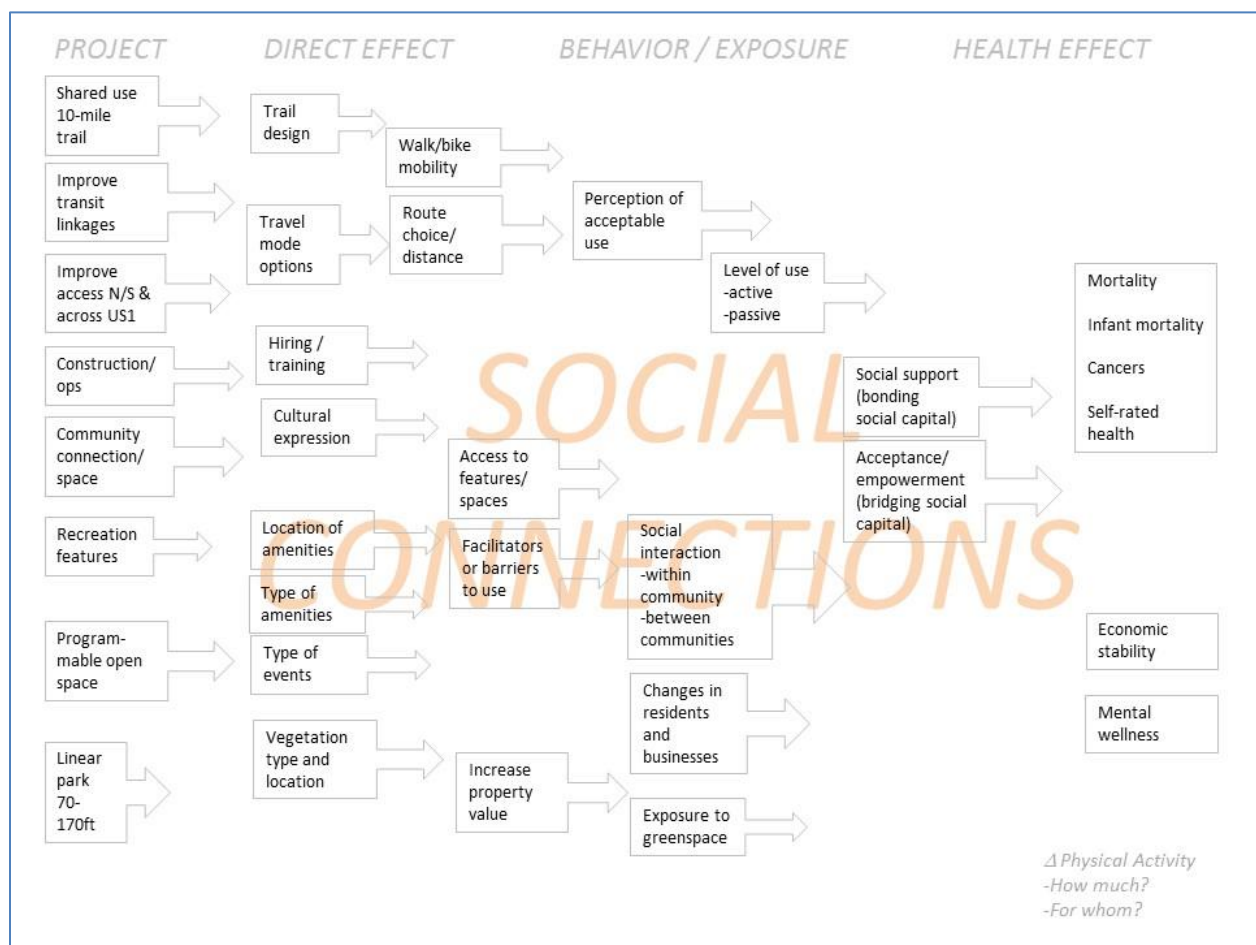 PROJECT
DIRECT EFFECT
BEHAVIOR / EXPOSURE
HEALTH EFFECT
Shared use
10-mile
trail
Improve
transit
linkages
Improve
access N/S &
across US1
Construction/
ops
Community
connection/
space
Recreation
features
Program-
mable open
space
Linear
park
70-
170ft
Trail
design
Travel
mode
options
Hiring /
training
Cultural
expression
Location of
amenities
Type of
amenities
Type of
events
Vegetation
type and
location
Walk/bike
mobility
Route
choice/
distance
Access to
features/
spaces
Facilitators
or barriers
to use
Increase
property
value
Perception of
acceptable
use
Level of use
-active
-passive
Social
interaction
-within
community
-between
communities
Changes in
residents
and
businesses
Exposure to
greenspace
Social support
(bonding
social capital)
Acceptance/
empowerment
(bridging social
capital)
Mortality
Infant mortality
Cancers
Self-rated
health
Economic
stability
Mental
wellness
SOCIAL
CONNECTIONS
Δ Physical Activity
-How much?
-For whom?